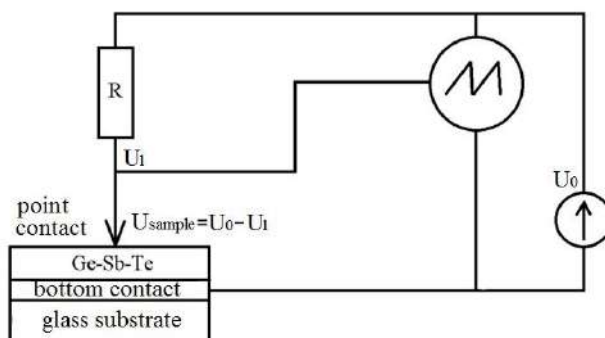 R
U1
U0
point
contact
Usample=U0-U1
Ge-Sb-Te
bottom contact
glass substrate